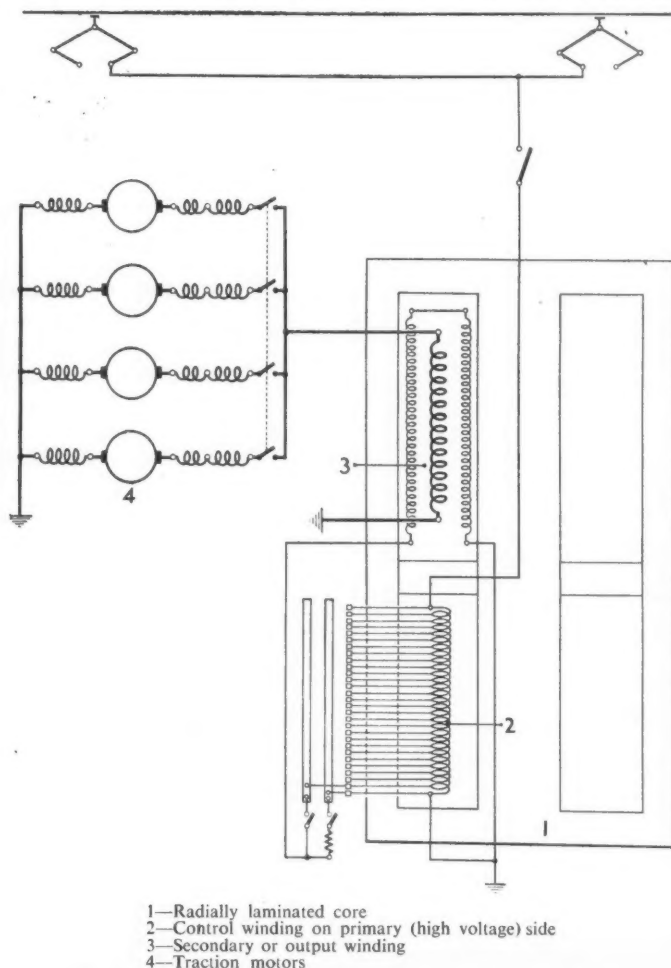 4
3
2
1
1—Radially laminated core
2—Control winding on primary (high voltage) side
3—Secondary or output winding
4—Traction motors